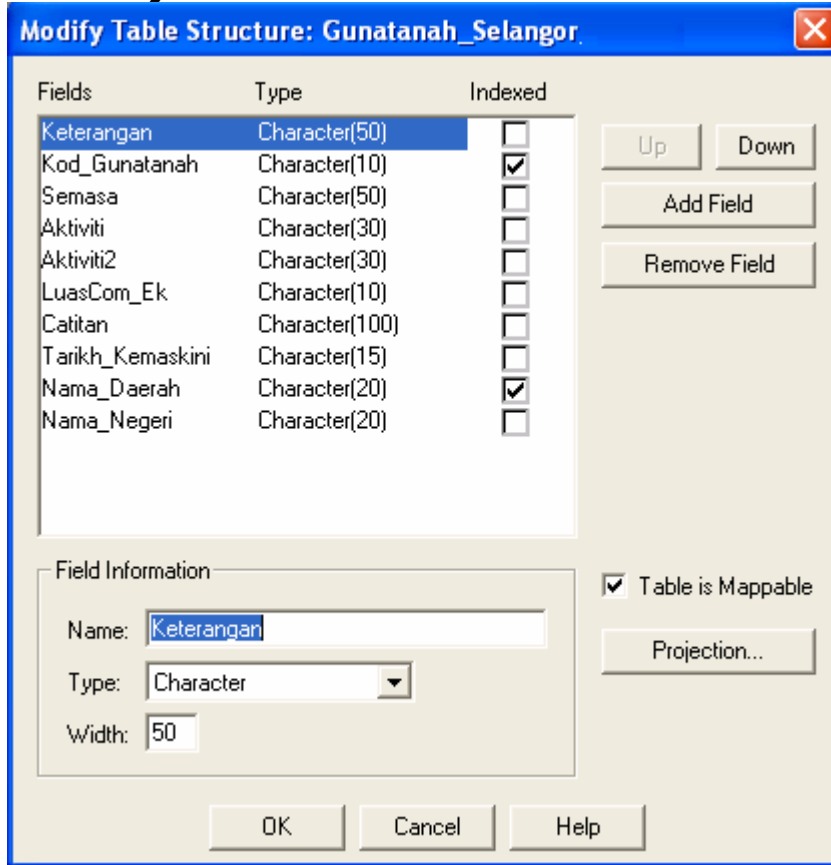 Modify Table Structure: Gunatanah_Selangor
Fields Type Indexed
Keterangan Character(50)
Kod_Gunatanah Character(10)
Semasa Character(50)
Aktiviti Character(30)
Aktiviti2 Character(30)
LuasCom_Ek Character(10)
Catitan Character(100)
Tarikh_Kemaskini Character(15)
Nama_Daerah Character(20)
Nama_Negeri Character(20)
Up Down
Add Field
Remove Field
Field Information
Name: Keterangan
Type: Character
Width: 50
Table is Mappable
Projection...
OK Cancel Help